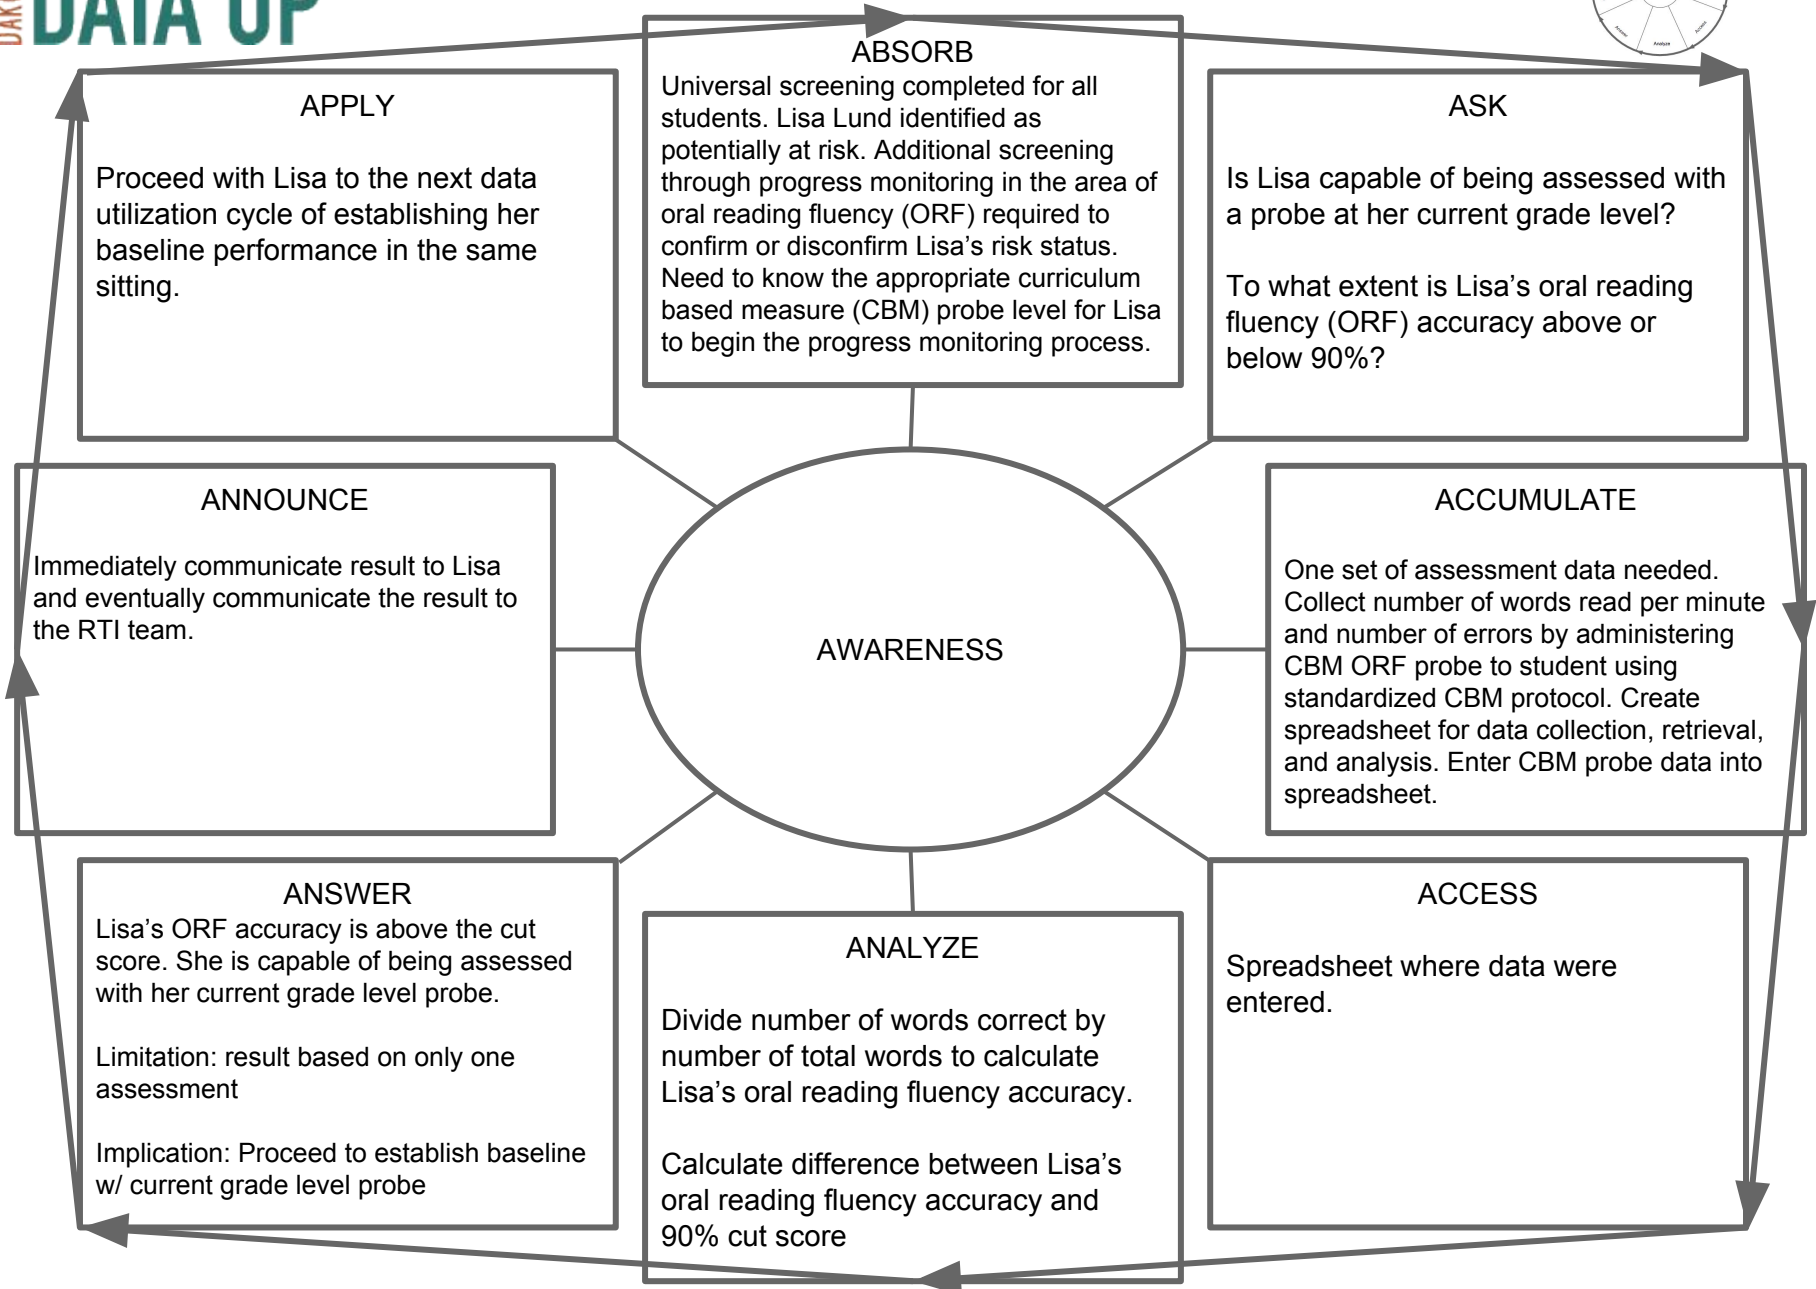 DATA UP
ABSORB
Universal screening completed for all
students. Lisa Lund identified as
potentially at risk. Additional screening
through progress monitoring in the area of
oral reading fluency (ORF) required to
confirm or disconfirm Lisa’s risk status.
Need to know the appropriate curriculum
based measure (CBM) probe level for Lisa
to begin the progress monitoring process.
ASK
Is Lisa capable of being assessed with
a probe at her current grade level?
To what extent is Lisa’s oral reading
fluency (ORF) accuracy above or
below 90%?
ACCUMULATE
One set of assessment data needed.
Collect number of words read per minute
and number of errors by administering
CBM ORF probe to student using
standardized CBM protocol. Create
spreadsheet for data collection, retrieval,
and analysis. Enter CBM probe data into
spreadsheet.
ACCESS
Spreadsheet where data were
entered.
ANALYZE
Divide number of words correct by
number of total words to calculate
Lisa’s oral reading fluency accuracy.
Calculate difference between Lisa’s
oral reading fluency accuracy and
90% cut score
ANSWER
Lisa’s ORF accuracy is above the cut
score. She is capable of being assessed
with her current grade level probe.
Limitation: result based on only one
assessment
Implication: Proceed to establish baseline
w/ current grade level probe
ANNOUNCE
Immediately communicate result to Lisa
and eventually communicate the result to
the RTI team.
APPLY
Proceed with Lisa to the next data
utilization cycle of establishing her
baseline performance in the same
sitting.
AWARENESS
Answer
Analyze
Access